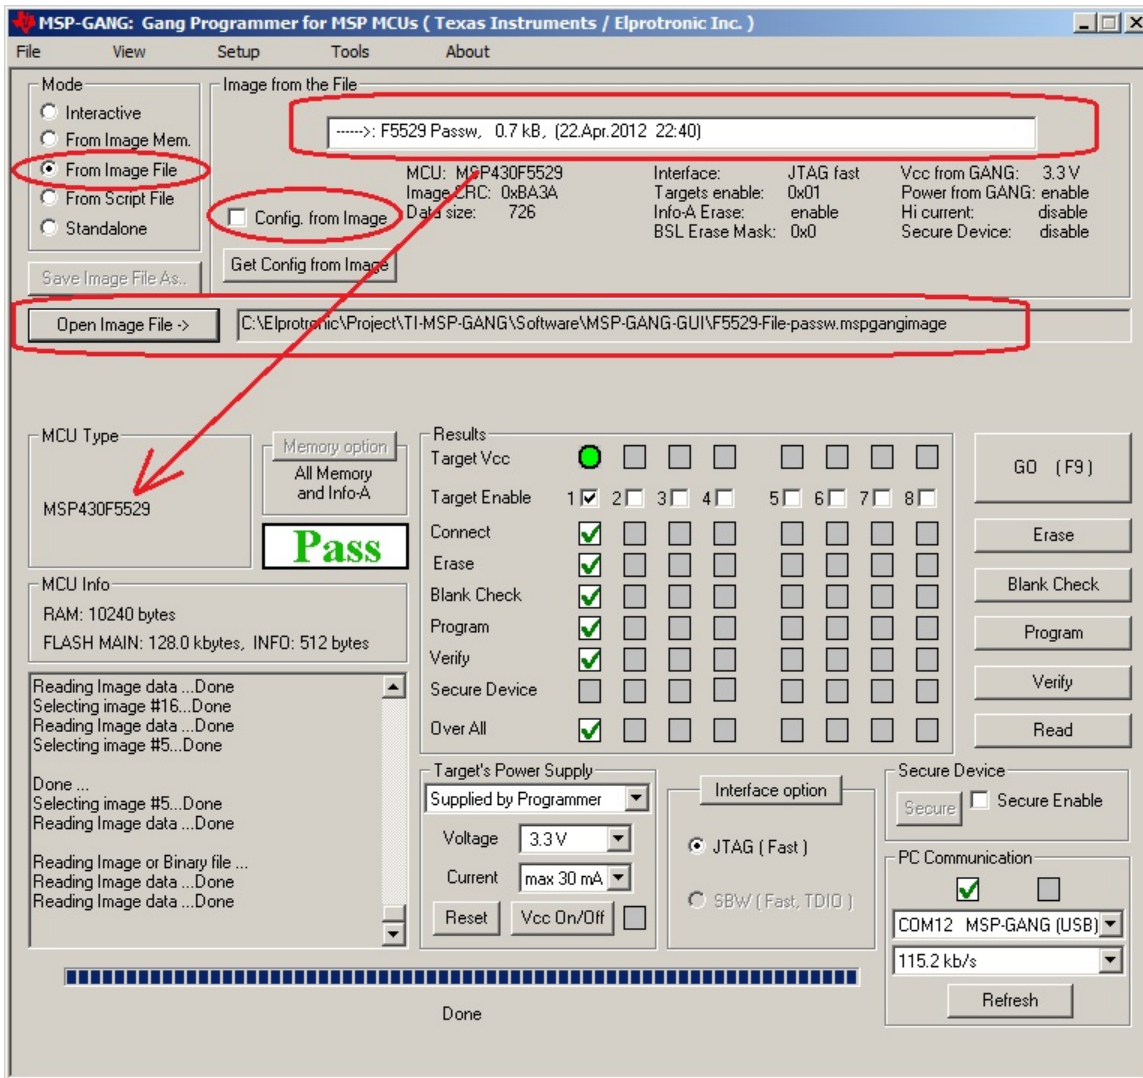 MSP-GANG: Gang Programmer for MSP MCUs ( Texas Instruments / Elprotronic Inc. )
File View Setup Tools About
Mode
Interactive
From Image Mem.
From Image File
From Script File
Standalone
Save Image File As..
Image from the File
----->: F5529 Passw, 0.7 kB, (22.Apr.2012 22:40)
Config. from Image
Get Config from Image
MCU: MSP430F5529
Image SRC: 0xBA3A
Data size: 726
Interface: JTAG fast
Targets enable: 0x01
Info-A Erase: enable
BSL Erase Mask: 0x0
Vcc from GANG: 3.3 V
Power from GANG: enable
Hi current: disable
Secure Device: disable
Open Image File ->
C:\Elprotronic\Project\TI-MSP-GANG\Software\MSP-GANG-GUI\F5529-File-passw.mspgangimage
MCU Type
MSP430F5529
Memory option
All Memory
and Info-A
Pass
MCU Info
RAM: 10240 bytes
FLASH MAIN: 128.0 kbytes, INFO: 512 bytes
Reading Image data ...Done
Selecting image #16...Done
Reading Image data ...Done
Selecting image #5...Done
Done ...
Selecting image #5...Done
Reading Image data ...Done
Reading Image or Binary file ...
Reading Image data ...Done
Reading Image data ...Done
Results
Target Vcc
Target Enable 1 2 3 4 5 6 7 8
Connect
Erase
Blank Check
Program
Verify
Secure Device
Over All
GO (F9)
Erase
Blank Check
Program
Verify
Read
Target's Power Supply
Supplied by Programmer
Voltage 3.3 V
Current max 30 mA
Reset Vcc On/Off
Interface option
JTAG ( Fast )
SBW ( Fast, TDIO )
Secure Device
Secure Secure Enable
PC Communication
COM12 MSP-GANG (USB)
115.2 kb/s
Refresh
Done